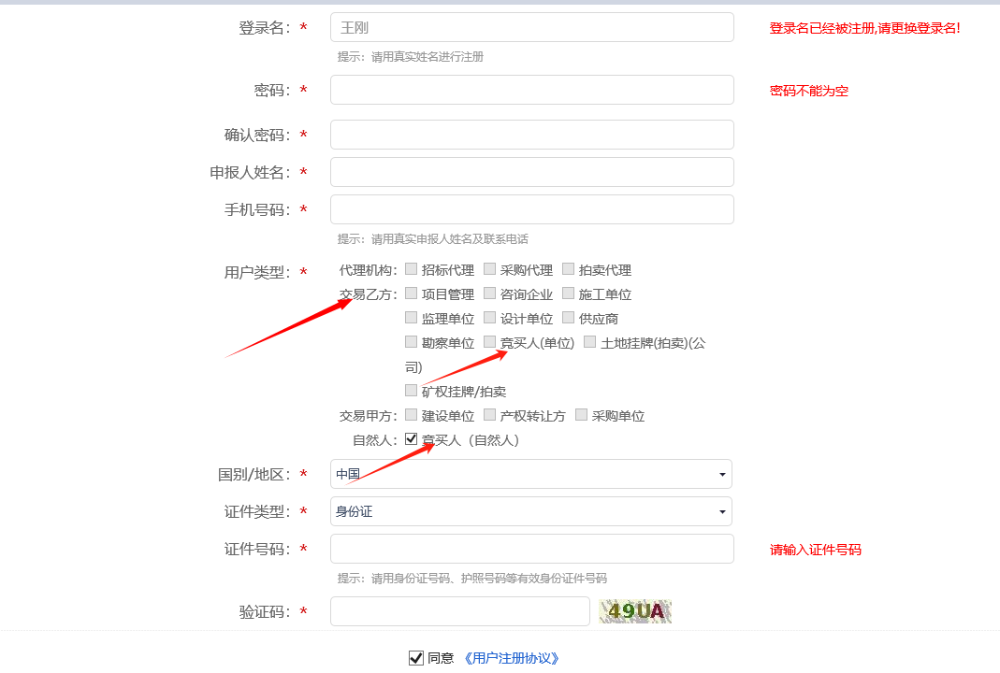 登录名：* 王刚 登录名已经被注册,请更换登录名!
提示：请用真实姓名进行注册
密码：* 密码不能为空
确认密码：*
申报人姓名：*
手机号码：*
提示：请用真实申报人姓名及联系电话
用户类型：* 代理机构：招标代理 采购代理 拍卖代理
交易乙方：项目管理 咨询企业 施工单位
监理单位 设计单位 供应商
勘察单位 竞买人(单位) 土地挂牌(拍卖)(公
司)
矿权挂牌/拍卖
交易甲方：建设单位 产权转让方 采购单位
自然人：竞买人（自然人）
国别/地区：* 中国
证件类型：* 身份证
证件号码：* 请输入证件号码
提示：请用身份证号码、护照号码等有效身份证件号码
验证码：* 49UA
同意 《用户注册协议》